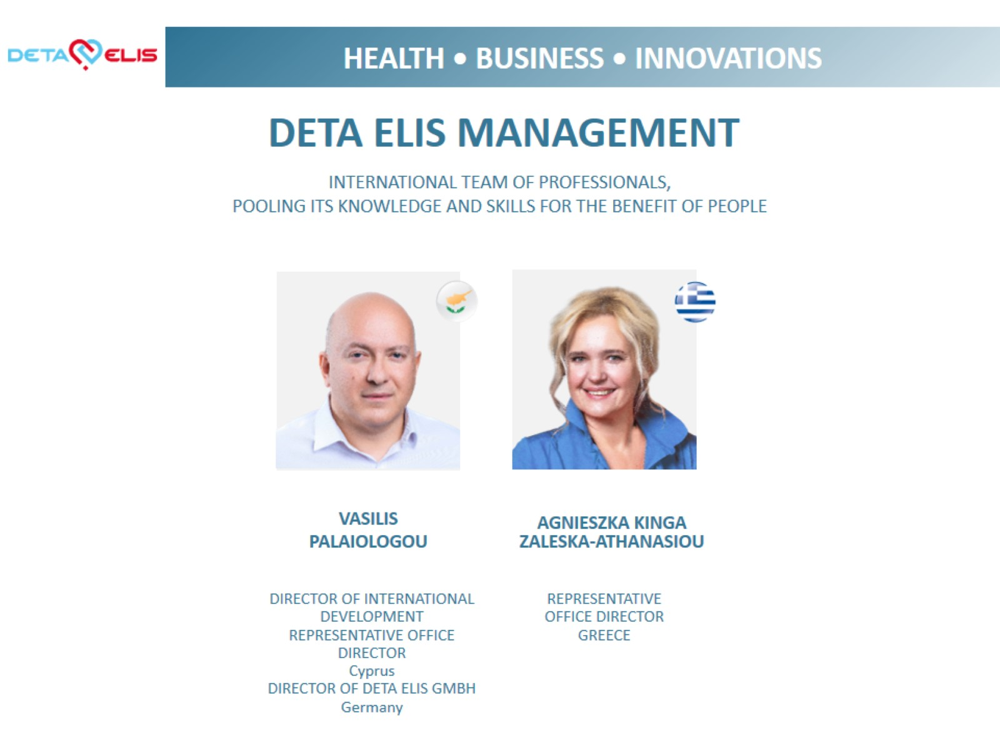 DETA ELIS
HEALTH • BUSINESS • INNOVATIONS
DETA ELIS MANAGEMENT
INTERNATIONAL TEAM OF PROFESSIONALS,
POOLING ITS KNOWLEDGE AND SKILLS FOR THE BENEFIT OF PEOPLE
VASILIS
PALAIOLOGOU
DIRECTOR OF INTERNATIONAL
DEVELOPMENT
REPRESENTATIVE OFFICE
DIRECTOR
Cyprus
DIRECTOR OF DETA ELIS GMBH
Germany
AGNIESZKA KINGA
ZALESKA-ATHANASIOU
REPRESENTATIVE
OFFICE DIRECTOR
GREECE